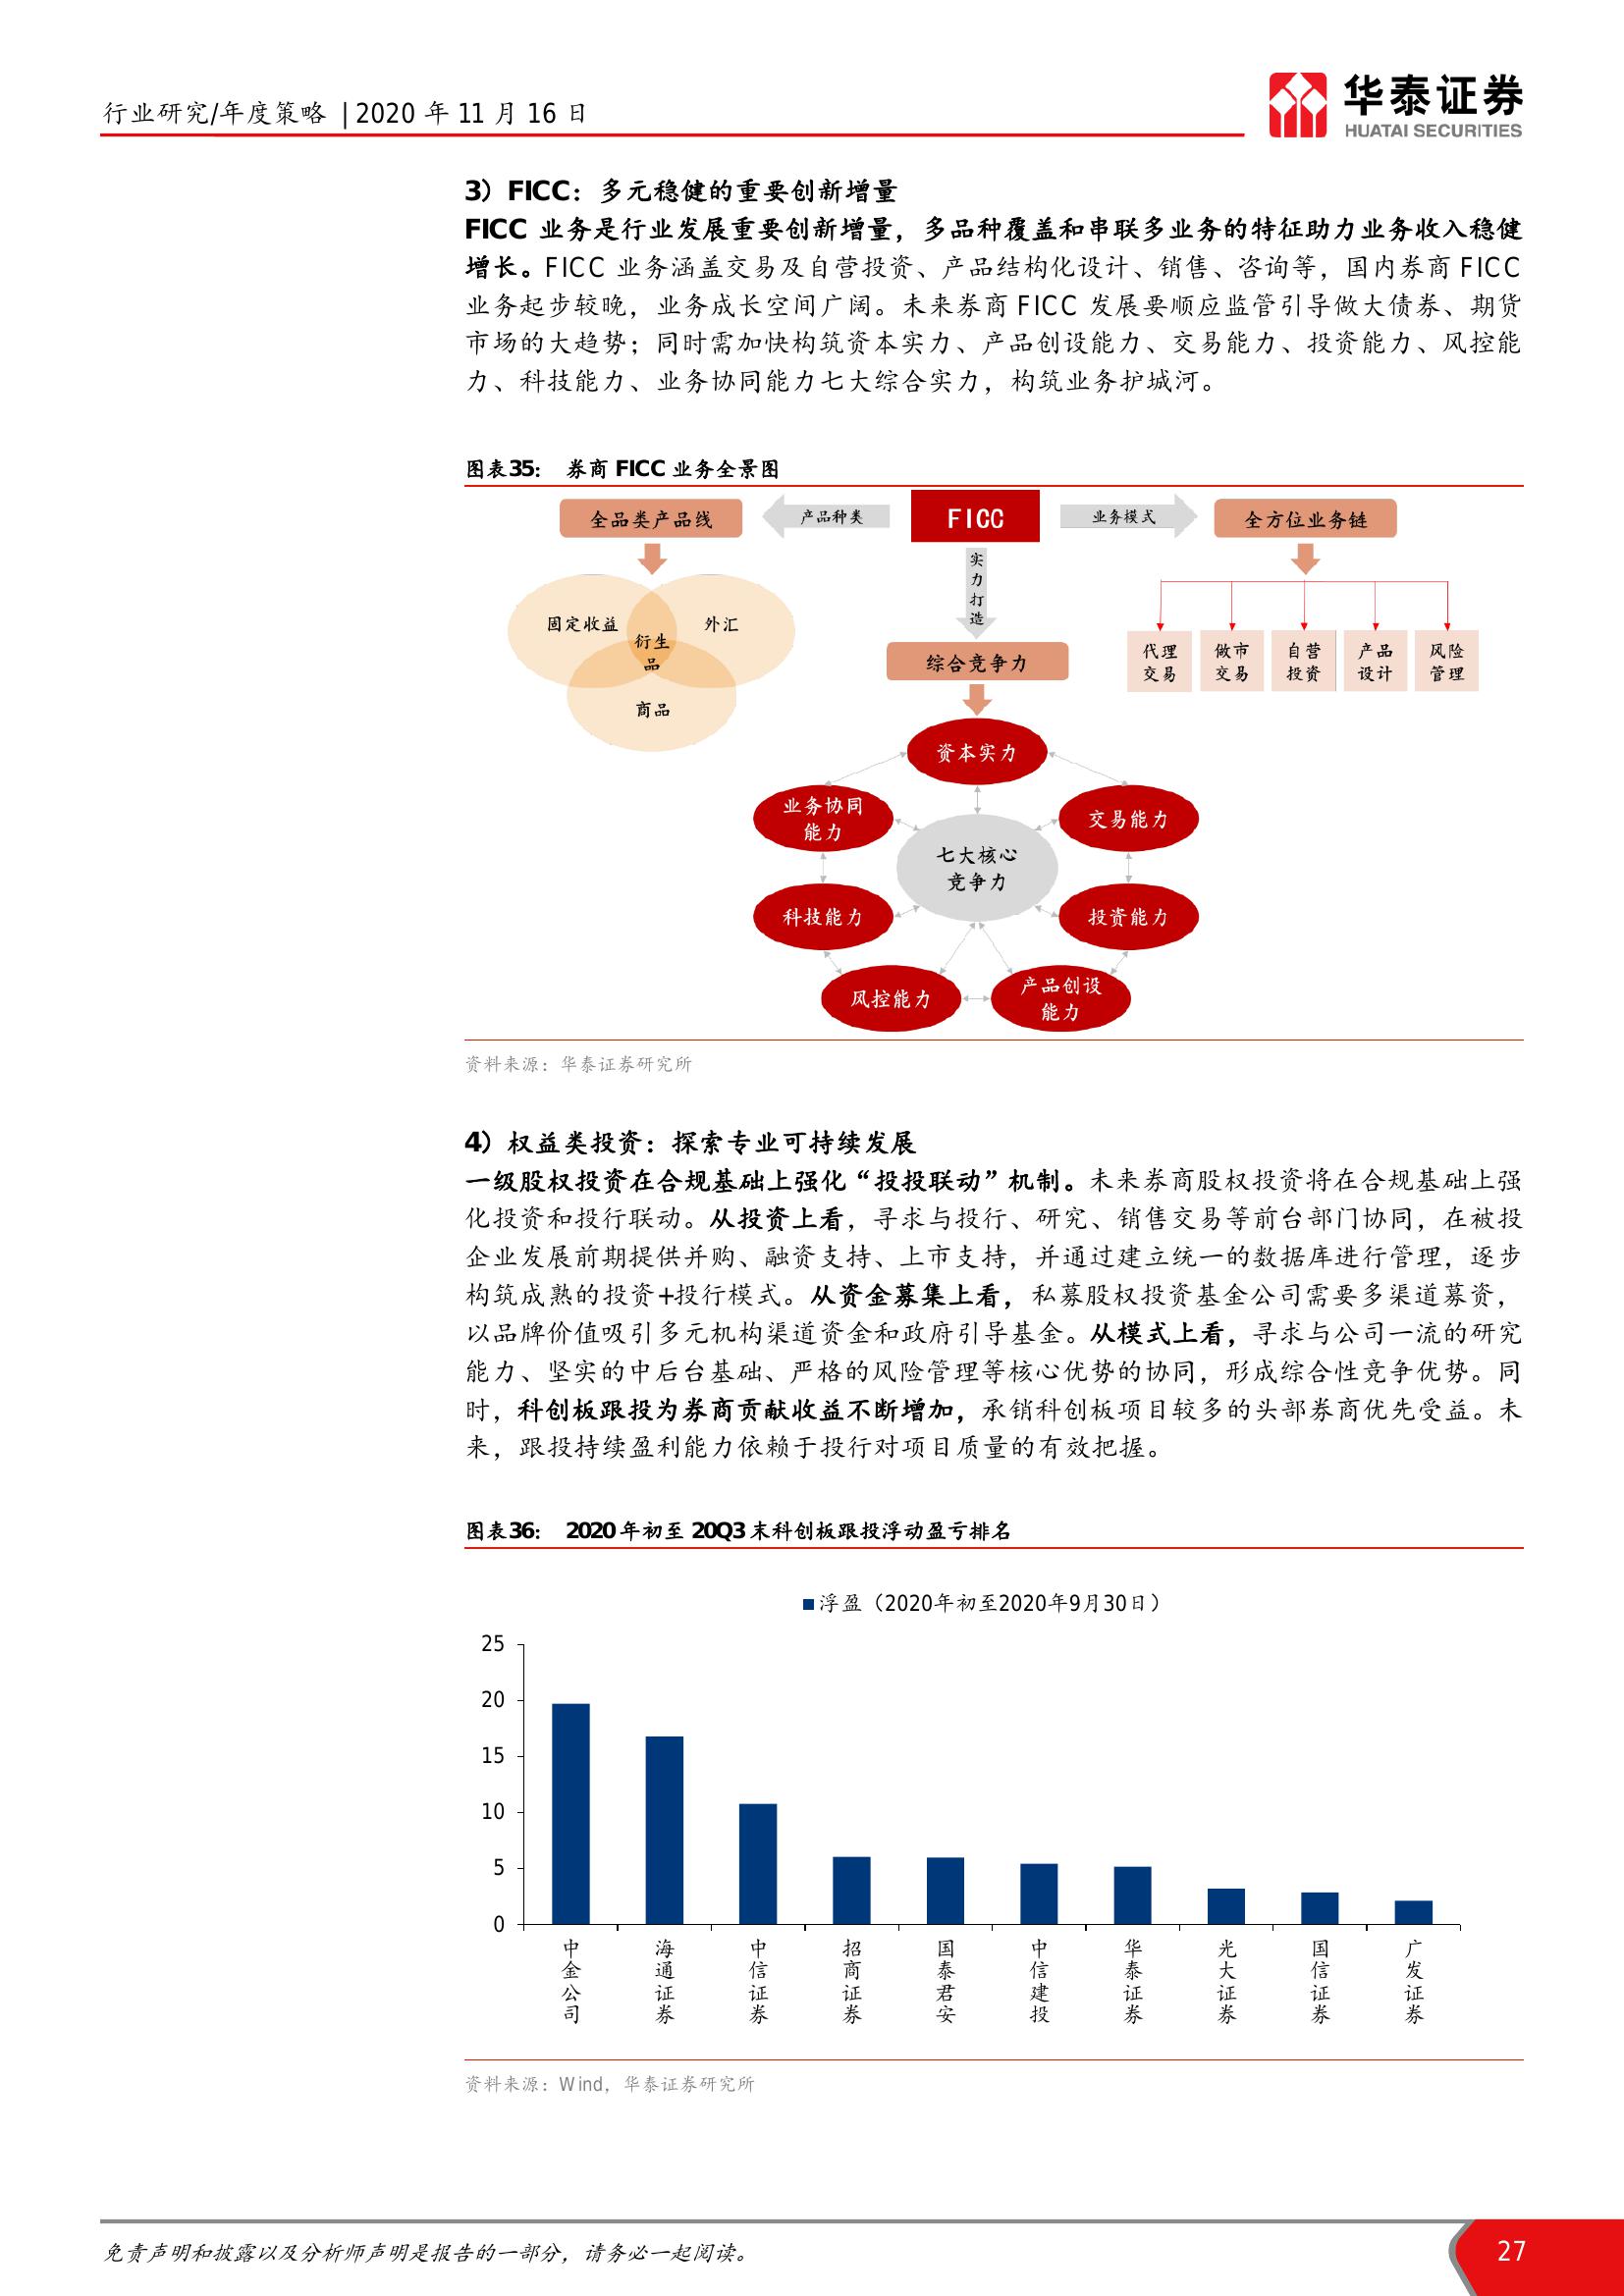 行业研究/年度策略 | 2020 年 11 月 16 日
华泰证券
HUATAI SECURITIES
3）FICC：多元稳健的重要创新增量
FICC 业务是行业发展重要创新增量，多品种覆盖和串联多业务的特征助力业务收入稳健
增长。FICC 业务涵盖交易及自营投资、产品结构化设计、销售、咨询等，国内券商 FICC
业务起步较晚，业务成长空间广阔。未来券商 FICC 发展要顺应监管引导做大债券、期货
市场的大趋势；同时需加快构筑资本实力、产品创设能力、交易能力、投资能力、风控能
力、科技能力、业务协同能力七大综合实力，构筑业务护城河。
图表35： 券商 FICC 业务全景图
全品类产品线
产品种类
FICC
业务模式
全方位业务链
实力打造
固定收益
外汇
衍生
品
商品
综合竞争力
代理
交易
做市
交易
自营
投资
产品
设计
风险
管理
资本实力
业务协同
能力
交易能力
七大核心
竞争力
科技能力
投资能力
风控能力
产品创设
能力
资料来源：华泰证券研究所
4）权益类投资：探索专业可持续发展
一级股权投资在合规基础上强化“投投联动”机制。未来券商股权投资将在合规基础上强
化投资和投行联动。从投资上看，寻求与投行、研究、销售交易等前台部门协同，在被投
企业发展前期提供并购、融资支持、上市支持，并通过建立统一的数据库进行管理，逐步
构筑成熟的投资+投行模式。从资金募集上看，私募股权投资基金公司需要多渠道募资，
以品牌价值吸引多元机构渠道资金和政府引导基金。从模式上看，寻求与公司一流的研究
能力、坚实的中后台基础、严格的风险管理等核心优势的协同，形成综合性竞争优势。同
时，科创板跟投为券商贡献收益不断增加，承销科创板项目较多的头部券商优先受益。未
来，跟投持续盈利能力依赖于投行对项目质量的有效把握。
图表36： 2020 年初至 20Q3 末科创板跟投浮动盈亏排名
浮盈（2020年初至2020年9月30日）
25
20
15
10
5
0
中金公司
海通证券
中信证券
招商证券
国泰君安
中信建投
华泰证券
光大证券
国信证券
广发证券
资料来源：Wind，华泰证券研究所
免责声明和披露以及分析师声明是报告的一部分，请务必一起阅读。
27